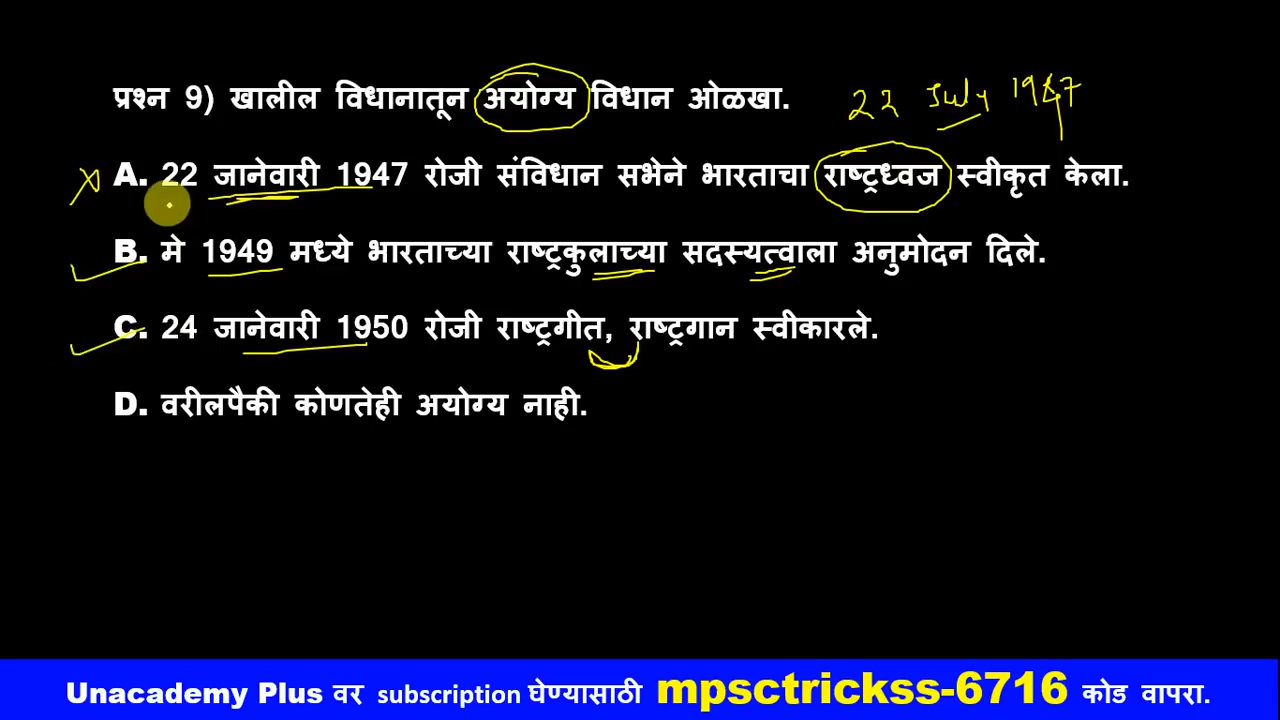 प्रश्न 9) खालील विधानातून अयोग्य विधान ओळखा. 22 July 1947
A. 22 जानेवारी 1947 रोजी संविधान सभेने भारताचा राष्ट्रध्वज स्वीकृत केला.
B. मे 1949 मध्ये भारताच्या राष्ट्रकुलाच्या सदस्यत्वाला अनुमोदन दिले.
C. 24 जानेवारी 1950 रोजी राष्ट्रगीत, राष्ट्रगान स्वीकारले.
D. वरीलपैकी कोणतेही अयोग्य नाही.
Unacademy Plus वर subscription घेण्यासाठी mpsctrickss-6716 कोड वापरा.